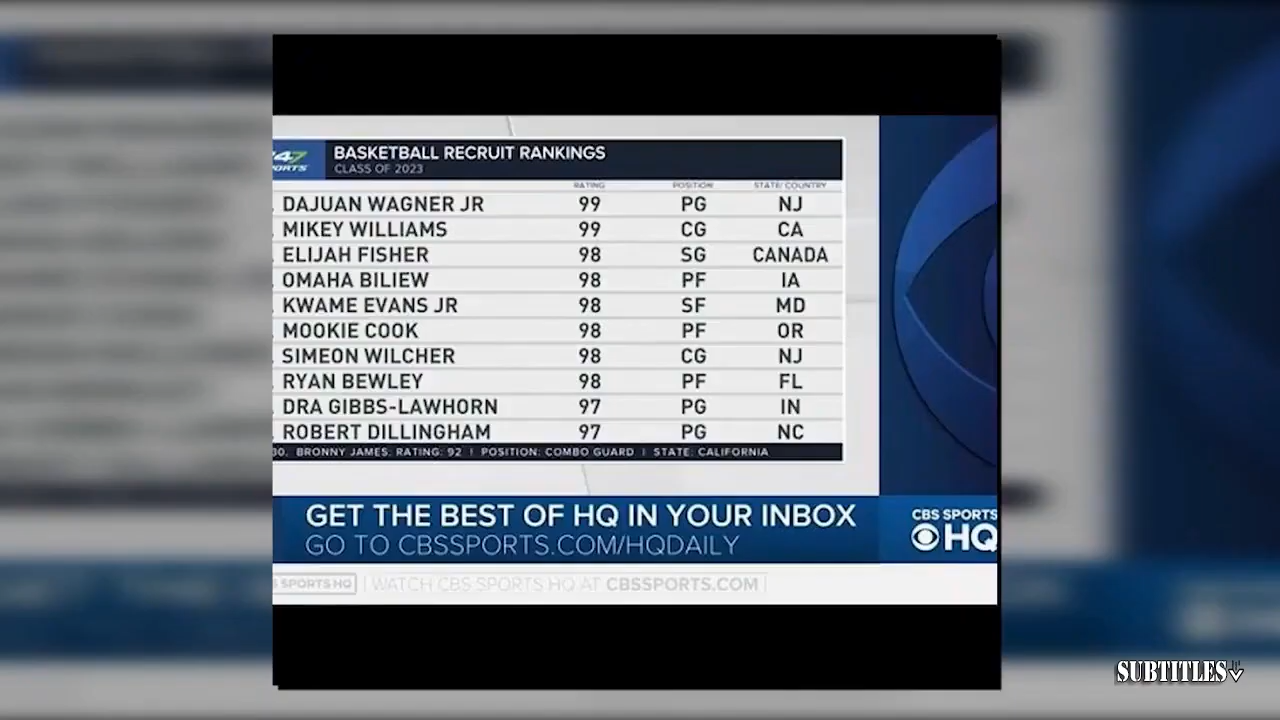 247
SPORTS
BASKETBALL RECRUIT RANKINGS
CLASS OF 2023
RATING POSITION STATE/COUNTRY
DAJUAN WAGNER JR 99 PG NJ
MIKEY WILLIAMS 99 CG CA
ELIJAH FISHER 98 SG CANADA
OMAHA BILIEW 98 PF IA
KWAME EVANS JR 98 SF MD
MOOKIE COOK 98 PF OR
SIMEON WILCHER 98 CG NJ
RYAN BEWLEY 98 PF FL
DRA GIBBS-LAWHORN 97 PG IN
ROBERT DILLINGHAM 97 PG NC
30. BRONNY JAMES: RATING: 92 | POSITION: COMBO GUARD | STATE: CALIFORNIA
GET THE BEST OF HQ IN YOUR INBOX
GO TO CBSSPORTS.COM/HQDAILY
CBS SPORTS
HQ
SPORTS HQ | WATCH CBS SPORTS HQ AT CBSSPORTS.COM |
SUBTITLES